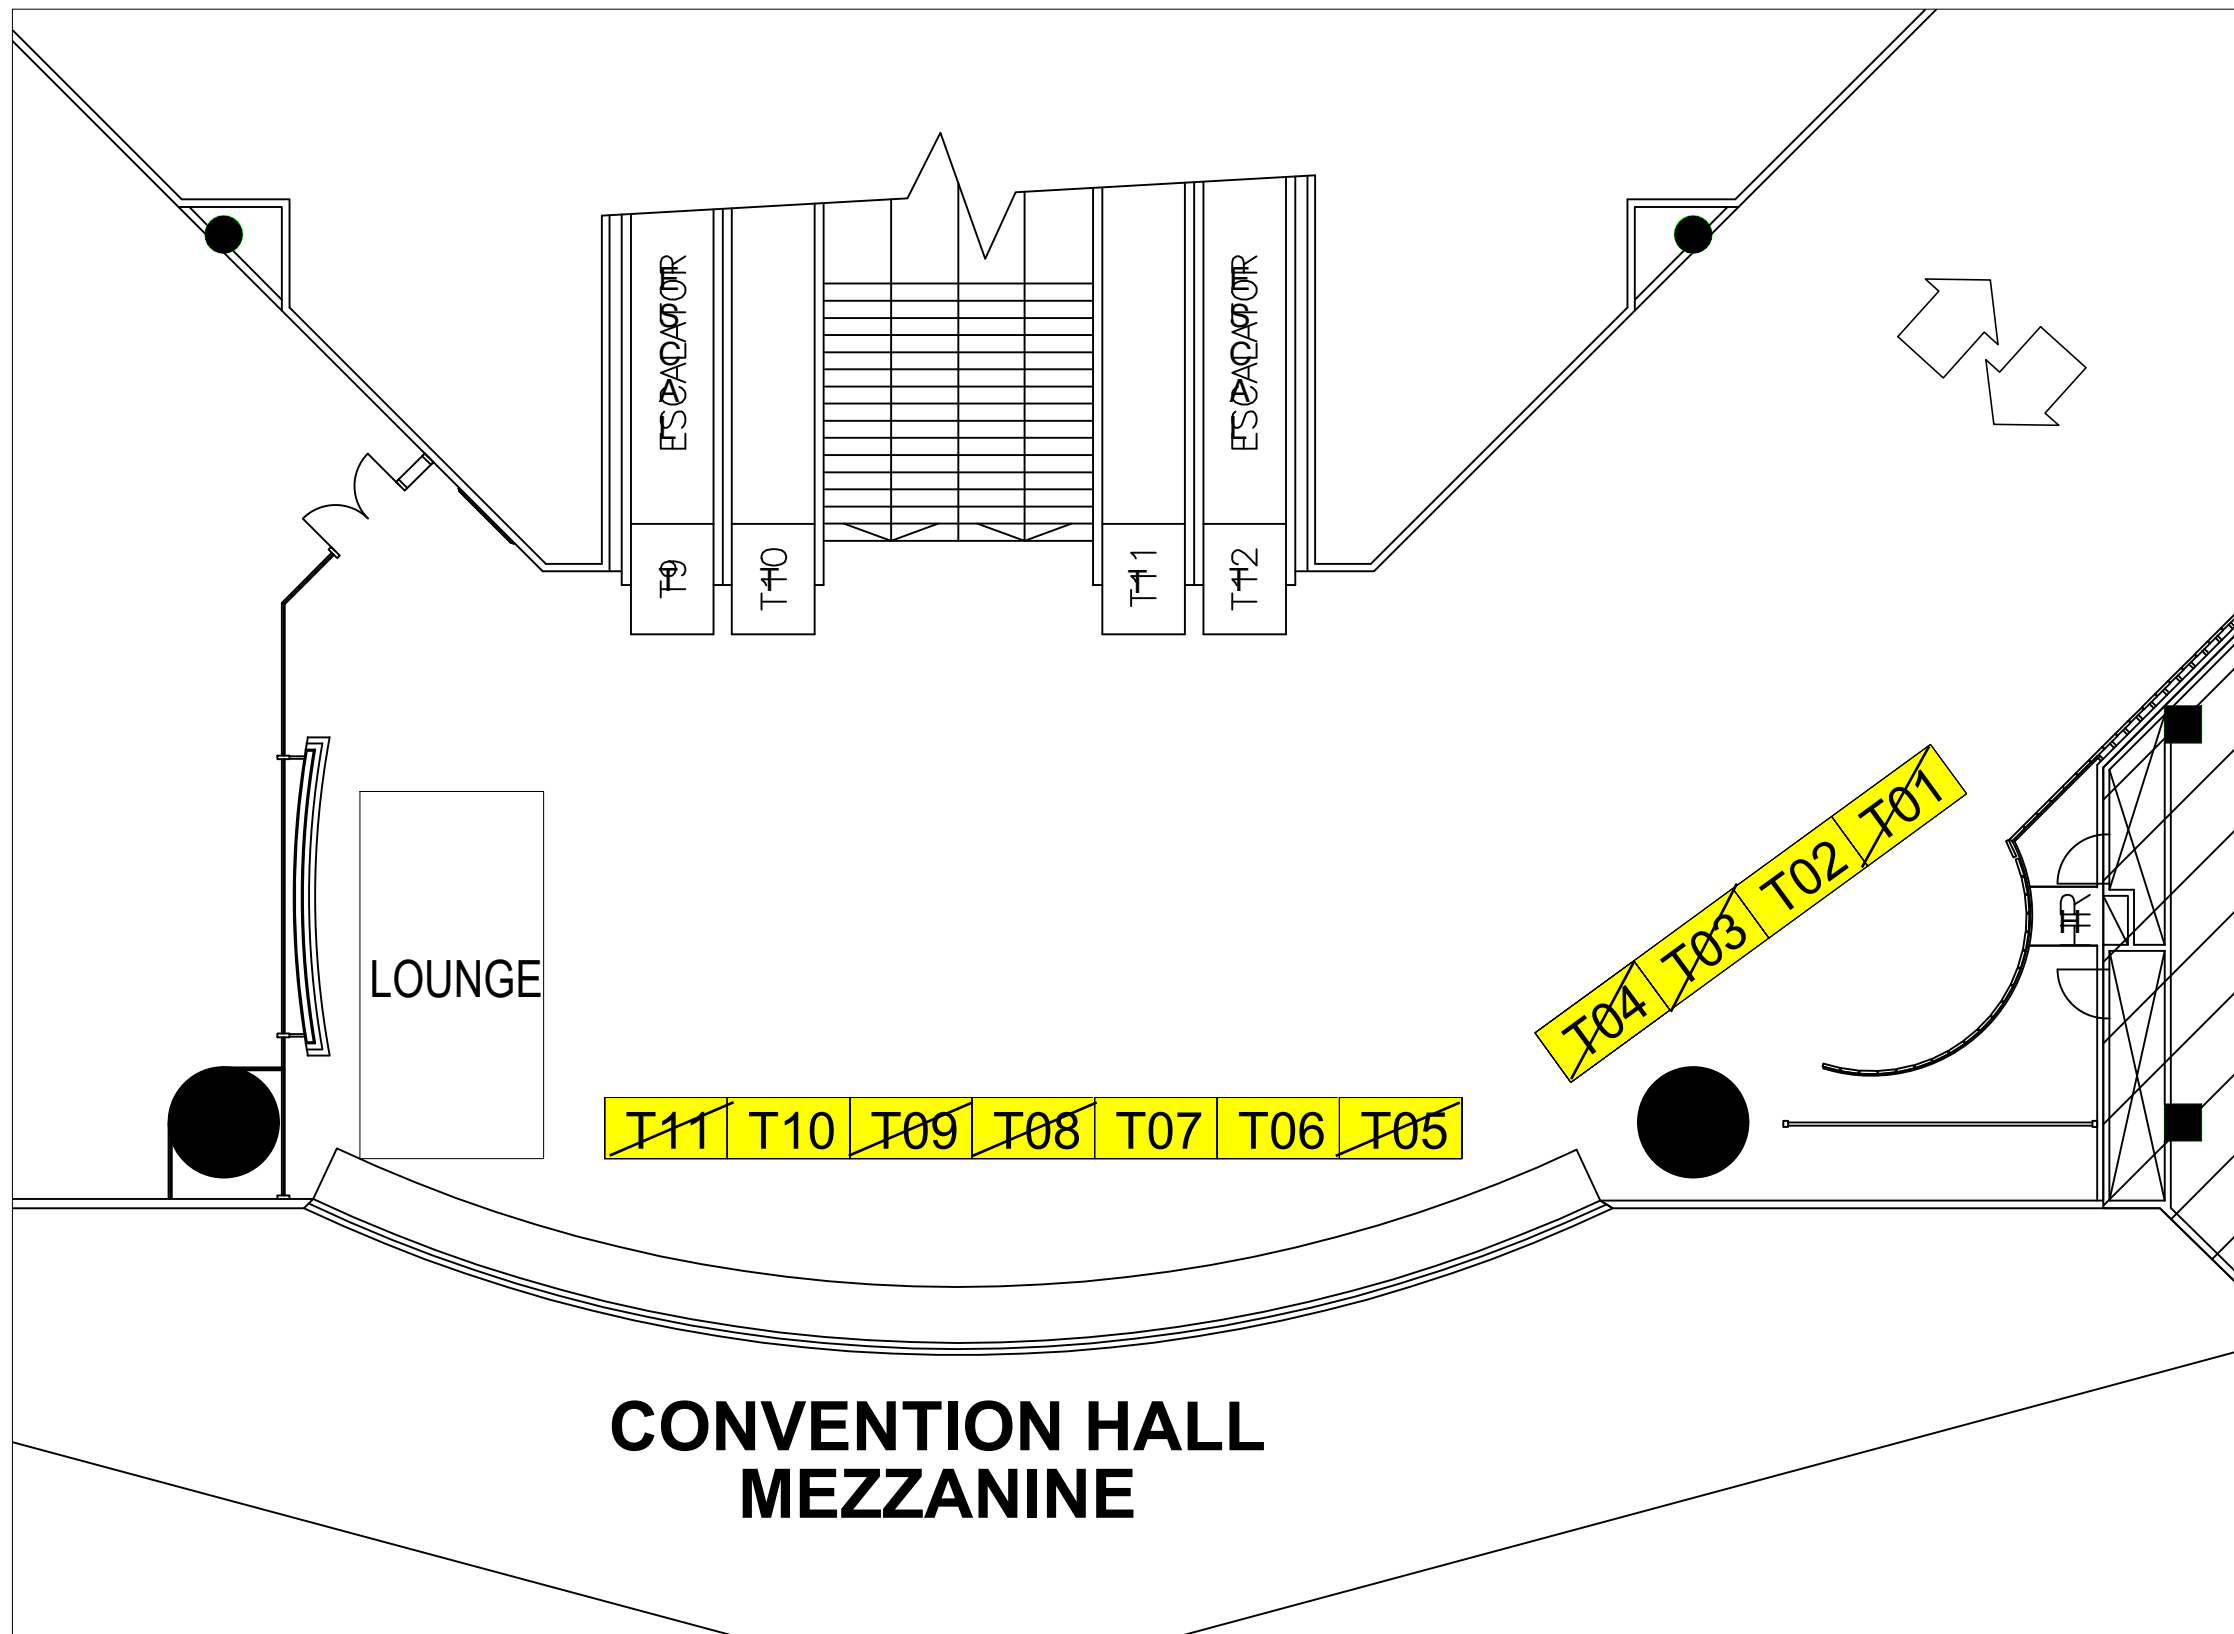 ESCALATOR
ESCALATOR
T9
T10
T11
T12
T01
T02
T03
T04
LOUNGE
T11
T10
T09
T08
T07
T06
T05
CONVENTION HALL
MEZZANINE